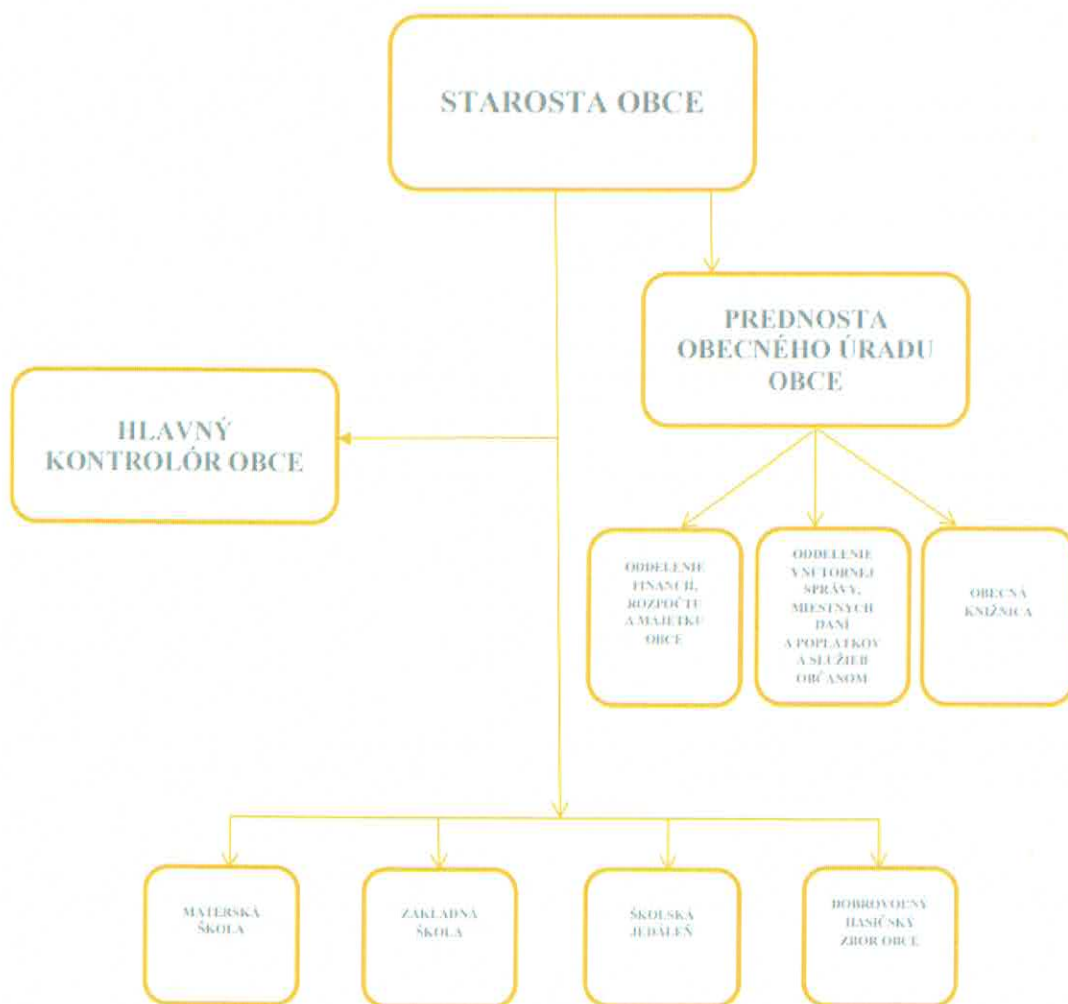 STAROSTA OBCE
PREDNOSTA
OBECNÉHO ÚRADU
OBCE
HLAVNÝ
KONTROLÓR OBCE
ODDELENIE
FINANCIÍ,
ROZPOČTU
A MAJETKU
OBCE
ODDELENIE
VNÚTORNEJ
SPRÁVY,
MIESTNYCH
DANÍ
A POPLATKOV
A SLUŽIEB
OBČANOM
OBECNÁ
KNIŽNICA
MATERSKÁ
ŠKOLA
ZÁKLADNÁ
ŠKOLA
ŠKOLSKÁ
JEDÁLEŇ
DOBROVOĽNÝ
HASIČSKÝ
ZBOR OBCE